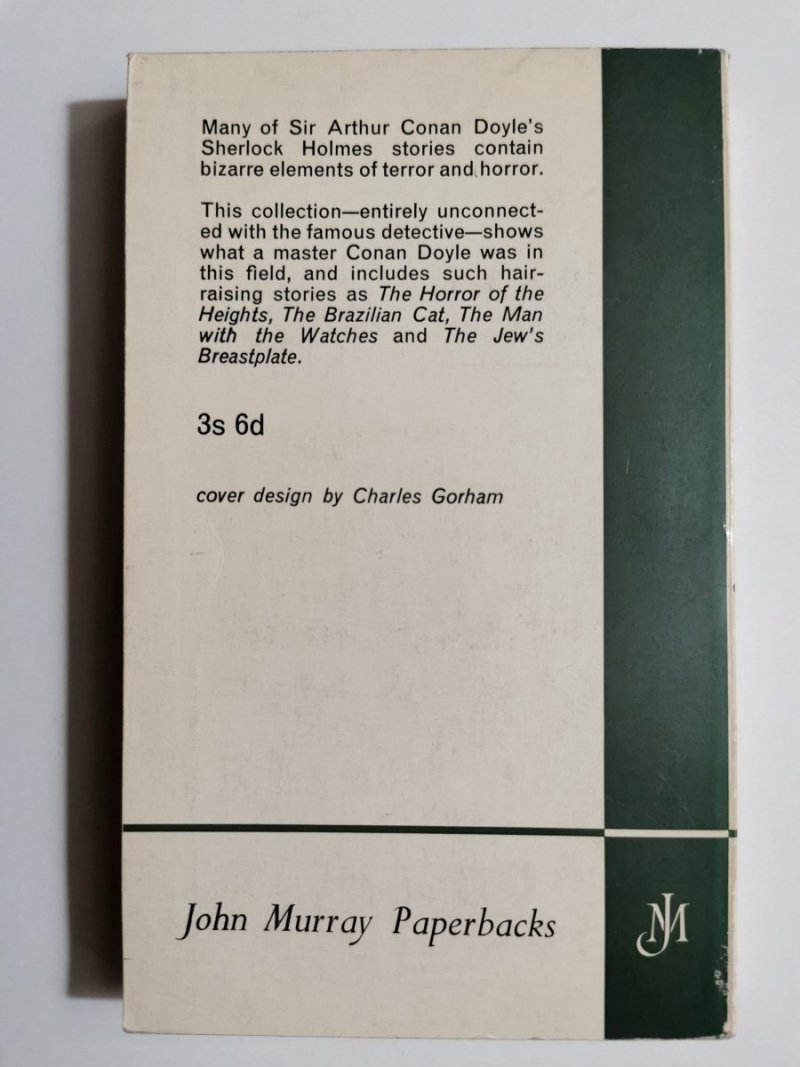 Many of Sir Arthur Conan Doyle's
Sherlock Holmes stories contain
bizarre elements of terror and horror.
This collection—entirely unconnect-
ed with the famous detective—shows
what a master Conan Doyle was in
this field, and includes such hair-
raising stories as The Horror of the
Heights, The Brazilian Cat, The Man
with the Watches and The Jew's
Breastplate.
3s 6d
cover design by Charles Gorham
John Murray Paperbacks
JM